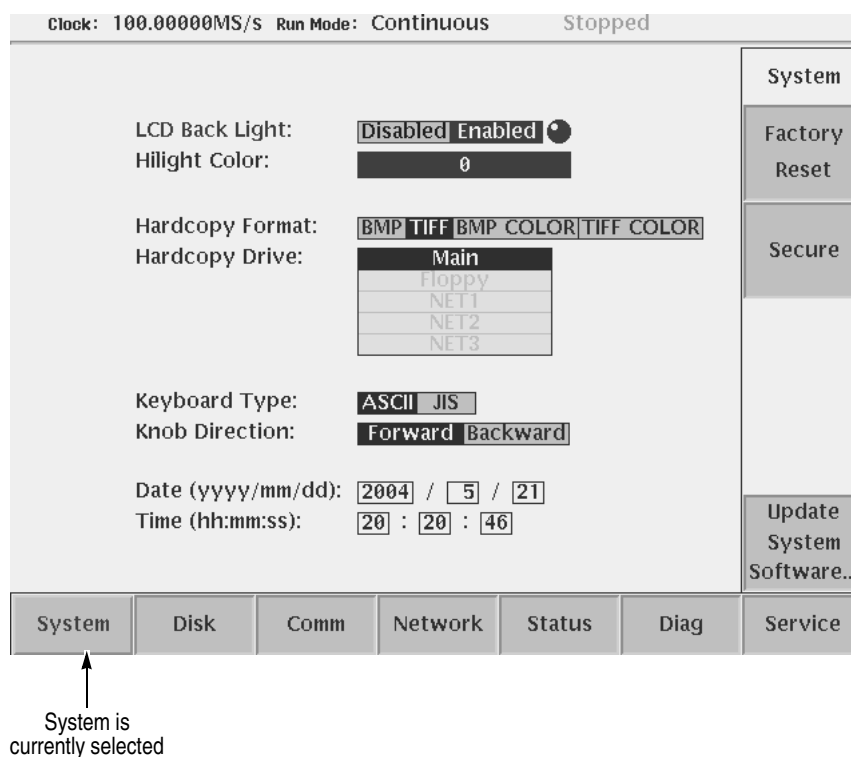 Clock: 100.00000MS/s Run Mode: Continuous Stopped
System
LCD Back Light: Disabled Enabled
Factory
Reset
Hilight Color: 0
Hardcopy Format: BMP TIFF BMP COLOR TIFF COLOR
Secure
Hardcopy Drive: Main
Floppy
NET1
NET2
NET3
Keyboard Type: ASCII JIS
Knob Direction: Forward Backward
Date (yyyy/mm/dd): 2004 / 5 / 21
Time (hh:mm:ss): 20 : 20 : 46
Update
System
Software..
System Disk Comm Network Status Diag Service
System is
currently selected